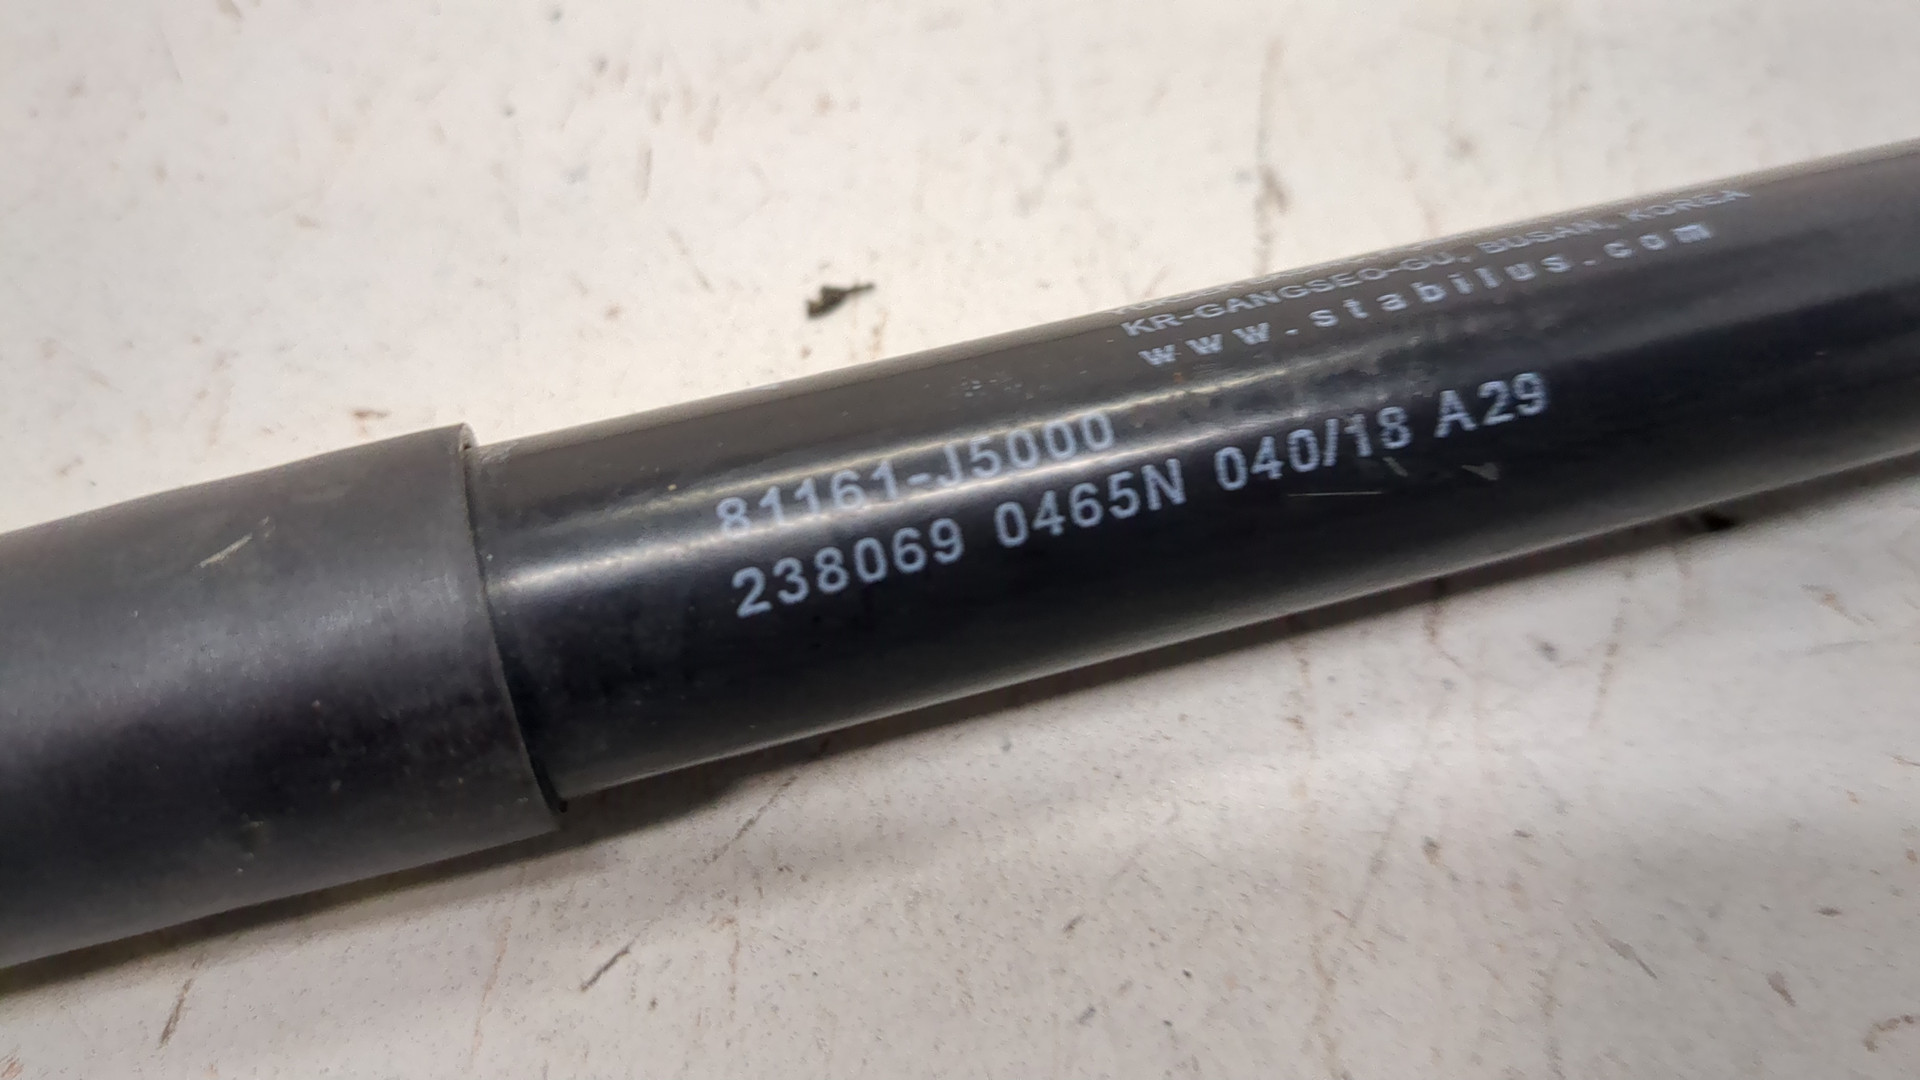 KR-GANGSEO-GU, BUSAN, KOREA
www.stabilus.com
81161-J5000
238069 0465N 040/18 A29